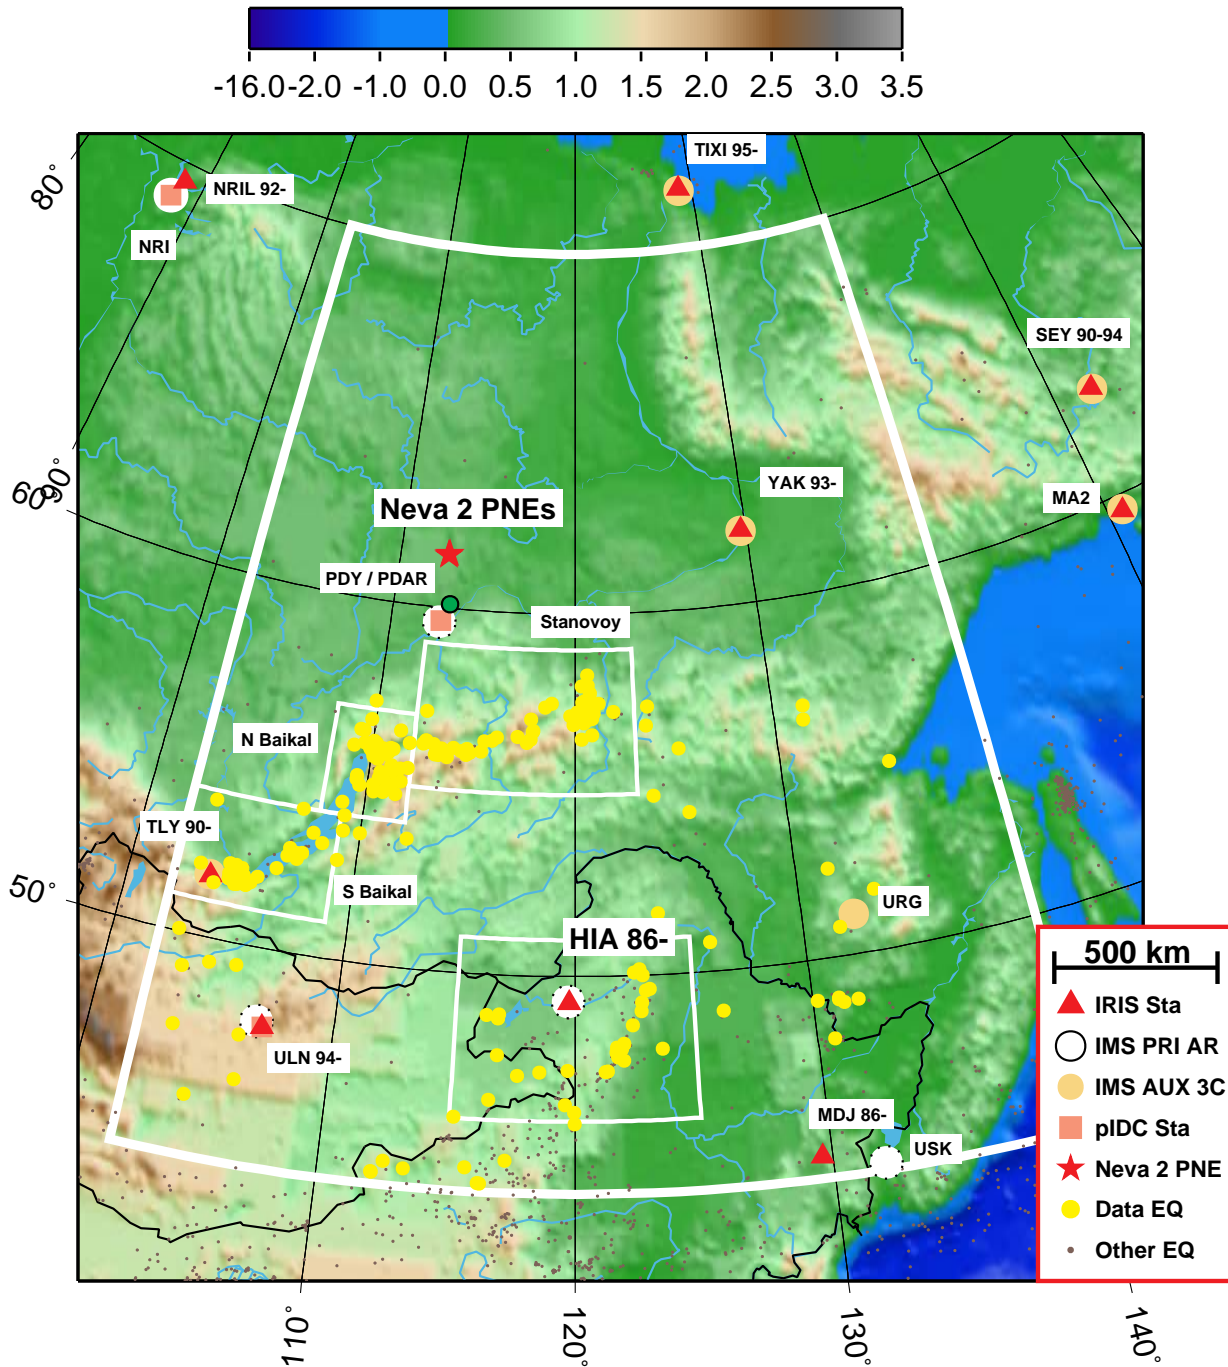 -16.0 -2.0 -1.0 0.0 0.5 1.0 1.5 2.0 2.5 3.0 3.5
TIXI 95-
80°
NRIL 92-
NRI
SEY 90-94
YAK 93-
60°
90°
MA2
Neva 2 PNEs
PDY / PDAR
Stanovoy
N Baikal
TLY 90-
S Baikal
50°
URG
HIA 86-
500 km
IRIS Sta
IMS PRI AR
ULN 94-
IMS AUX 3C
MDJ 86-
pIDC Sta
USK
Neva 2 PNE
Data EQ
Other EQ
110°
120°
130°
140°